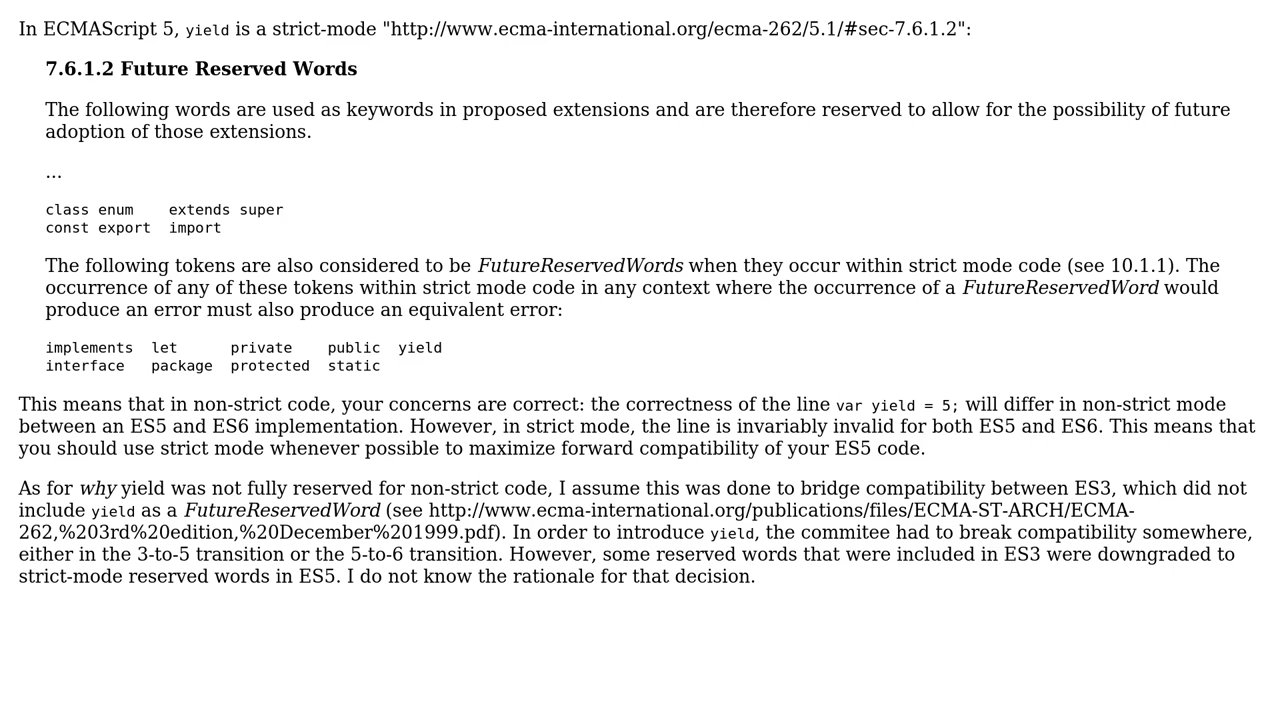 In ECMAScript 5, yield is a strict-mode "http://www.ecma-international.org/ecma-262/5.1/#sec-7.6.1.2":
7.6.1.2 Future Reserved Words
The following words are used as keywords in proposed extensions and are therefore reserved to allow for the possibility of future
adoption of those extensions.
...
class enum    extends super
const export  import
The following tokens are also considered to be FutureReservedWords when they occur within strict mode code (see 10.1.1). The
occurrence of any of these tokens within strict mode code in any context where the occurrence of a FutureReservedWord would
produce an error must also produce an equivalent error:
implements  let      private    public  yield
interface   package  protected  static
This means that in non-strict code, your concerns are correct: the correctness of the line var yield = 5; will differ in non-strict mode
between an ES5 and ES6 implementation. However, in strict mode, the line is invariably invalid for both ES5 and ES6. This means that
you should use strict mode whenever possible to maximize forward compatibility of your ES5 code.
As for why yield was not fully reserved for non-strict code, I assume this was done to bridge compatibility between ES3, which did not
include yield as a FutureReservedWord (see http://www.ecma-international.org/publications/files/ECMA-ST-ARCH/ECMA-
262,%203rd%20edition,%20December%201999.pdf). In order to introduce yield, the commitee had to break compatibility somewhere,
either in the 3-to-5 transition or the 5-to-6 transition. However, some reserved words that were included in ES3 were downgraded to
strict-mode reserved words in ES5. I do not know the rationale for that decision.